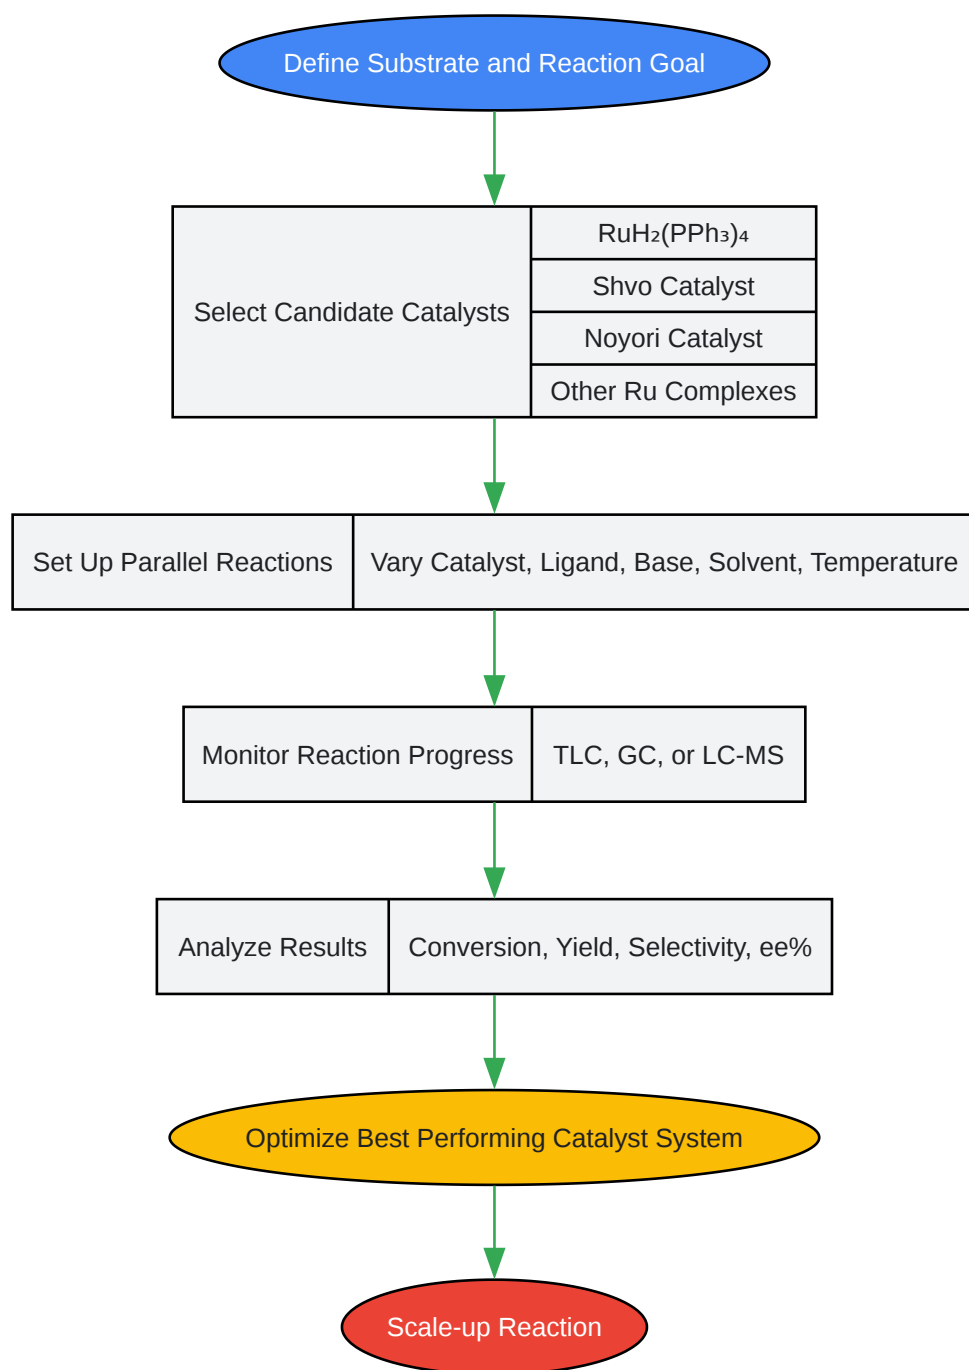 Define Substrate and Reaction Goal
Select Candidate Catalysts
RuH₂(PPh₃)₄
Shvo Catalyst
Noyori Catalyst
Other Ru Complexes
Set Up Parallel Reactions
Vary Catalyst, Ligand, Base, Solvent, Temperature
Monitor Reaction Progress
TLC, GC, or LC-MS
Analyze Results
Conversion, Yield, Selectivity, ee%
Optimize Best Performing Catalyst System
Scale-up Reaction